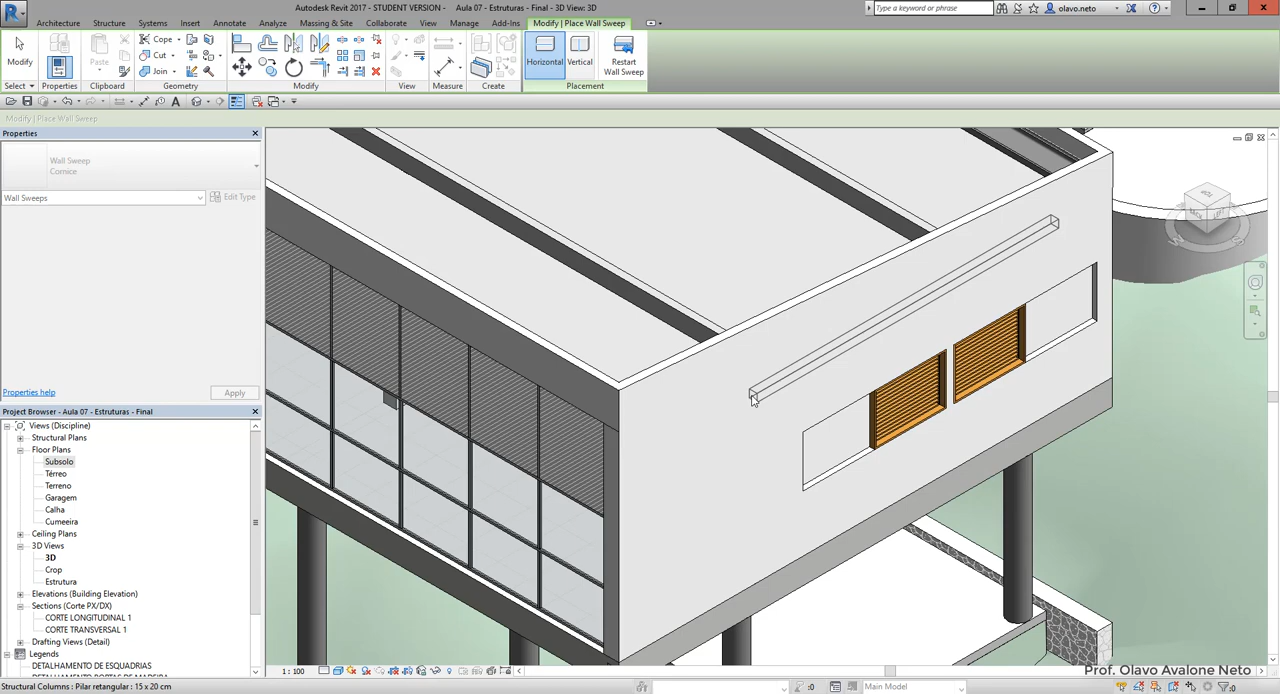 Autodesk Revit 2017 - STUDENT VERSION - Aula 07 - Estruturas - Final - 3D View: 3D
Type a keyword or phrase
olavo.neto
Architecture Structure Systems Insert Annotate Analyze Massing & Site Collaborate View Manage Add-Ins Modify | Place Wall Sweep
Modify
Paste
Cope
Cut
Join
Horizontal
Vertical
Restart
Wall Sweep
Select Properties Clipboard Geometry Modify View Measure Create Placement
Modify | Place Wall Sweep
Properties
Wall Sweep
Cornice
Wall Sweeps
Edit Type
Properties help
Apply
Project Browser - Aula 07 - Estruturas - Final
Views (Discipline)
Structural Plans
Floor Plans
Subsolo
Térreo
Terreno
Garagem
Calha
Cumeeira
Ceiling Plans
3D Views
3D
Crop
Estrutura
Elevations (Building Elevation)
Sections (Corte PX/DX)
CORTE LONGITUDINAL 1
CORTE TRANSVERSAL 1
Drafting Views (Detail)
Legends
DETALHAMENTO DE ESQUADRIAS
TOP
W
S
1 : 100
Prof. Olavo Avalone Neto
Structural Columns : Pilar retangular : 15 x 20 cm
:0
Main Model
:0